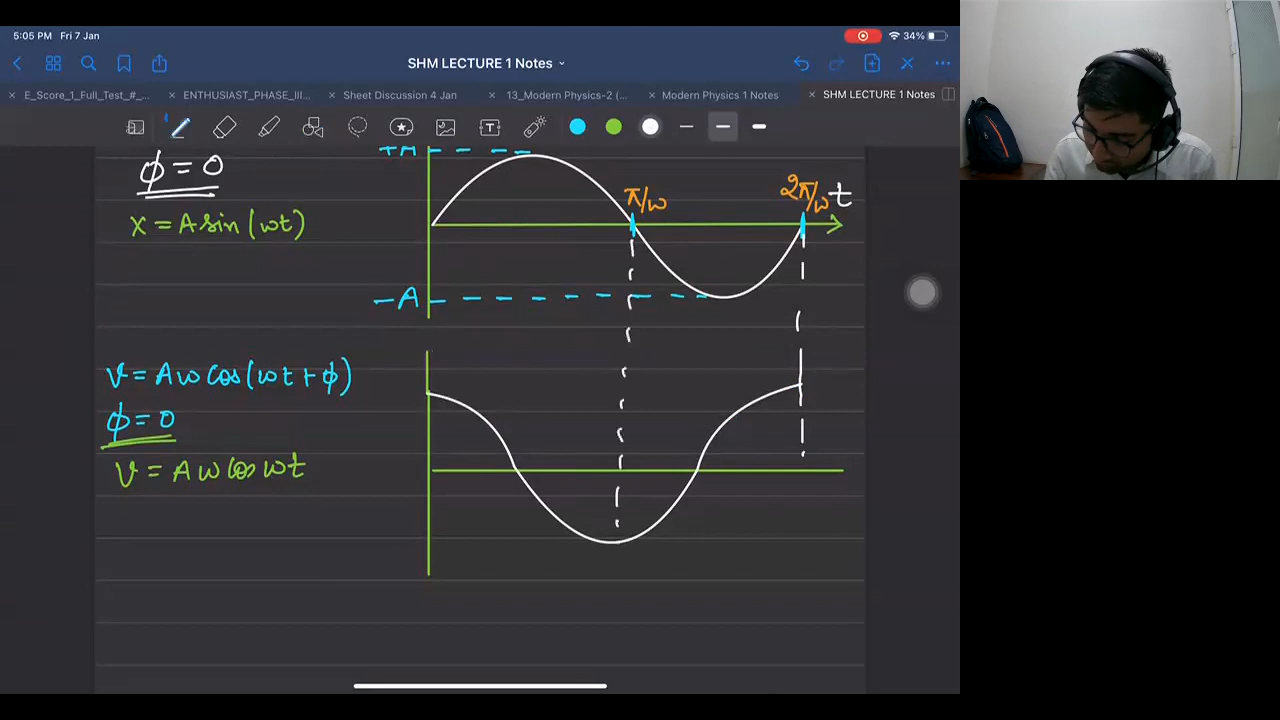 5:05 PM Fri 7 Jan
34%
SHM LECTURE 1 Notes
E_Score_1_Full_Test_#_...
ENTHUSIAST_PHASE_III...
Sheet Discussion 4 Jan
13_Modern Physics-2 (...
Modern Physics 1 Notes
SHM LECTURE 1 Notes
ϕ = 0
x = A sin(ωt)
+A
π/ω
2π/ω
t
-A
v = Aω cos(ωt + ϕ)
ϕ = 0
v = Aω cos ωt